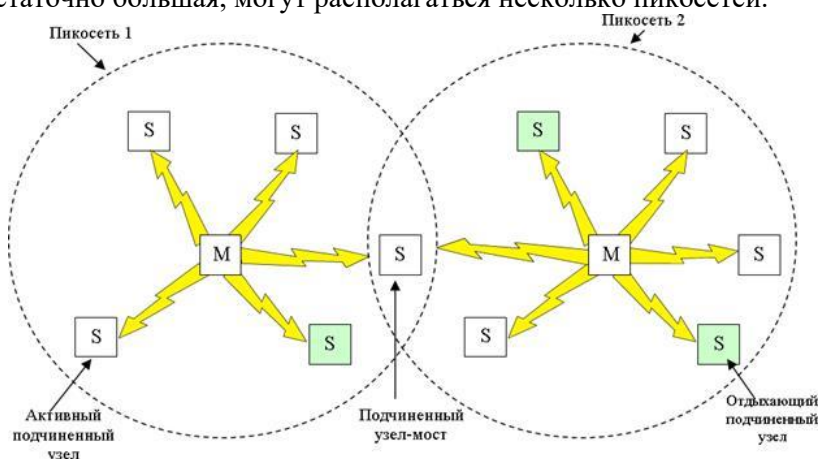 статочно большая, могут располагаться несколько пикосетей.
Пикосеть 1
Пикосеть 2
S
S
S
S
M
S
M
S
S
S
S
S
Активный
подчиненный
узел
Подчиненный
узел-мост
Отдыхающий
подчиненный
узел